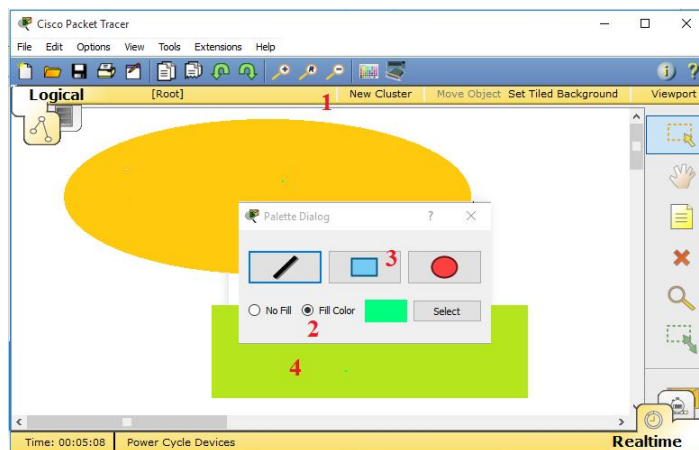 Cisco Packet Tracer
File Edit Options View Tools Extensions Help
Logical [Root] New Cluster Move Object Set Tiled Background Viewport
1
Palette Dialog
3
No Fill Fill Color Select
2
4
Time: 00:05:08 Power Cycle Devices Realtime